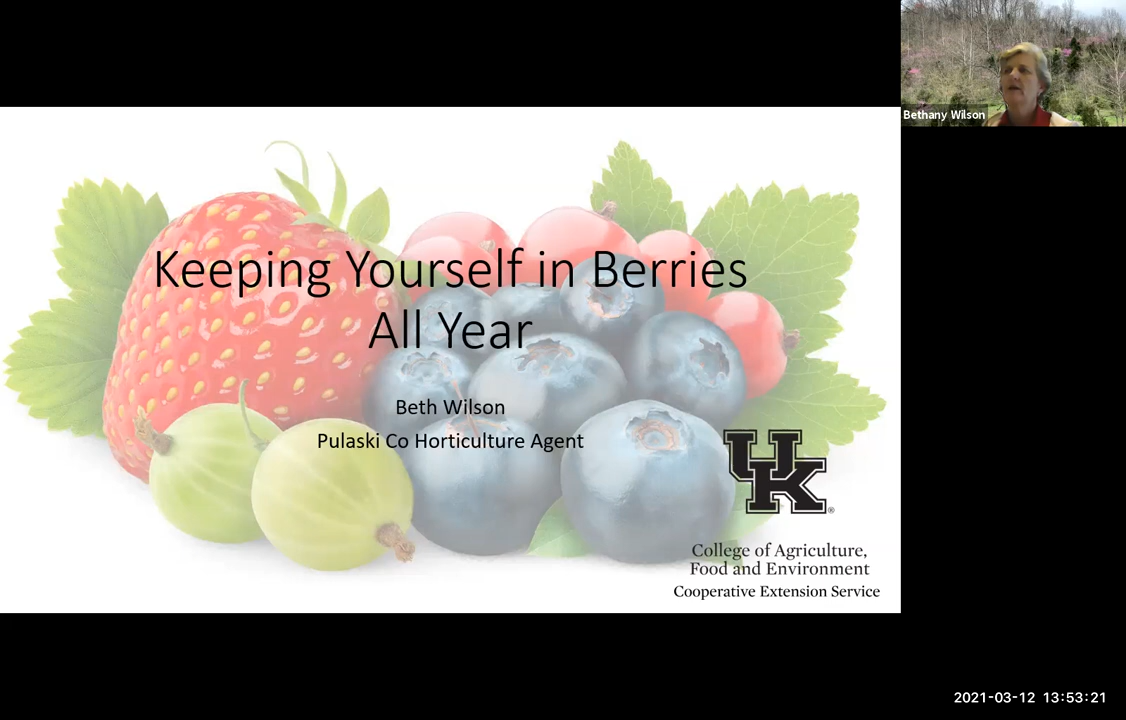 Bethany Wilson
Keeping Yourself in Berries
All Year
Beth Wilson
Pulaski Co Horticulture Agent
UK
®
College of Agriculture,
Food and Environment
Cooperative Extension Service
2021-03-12 13:53:21